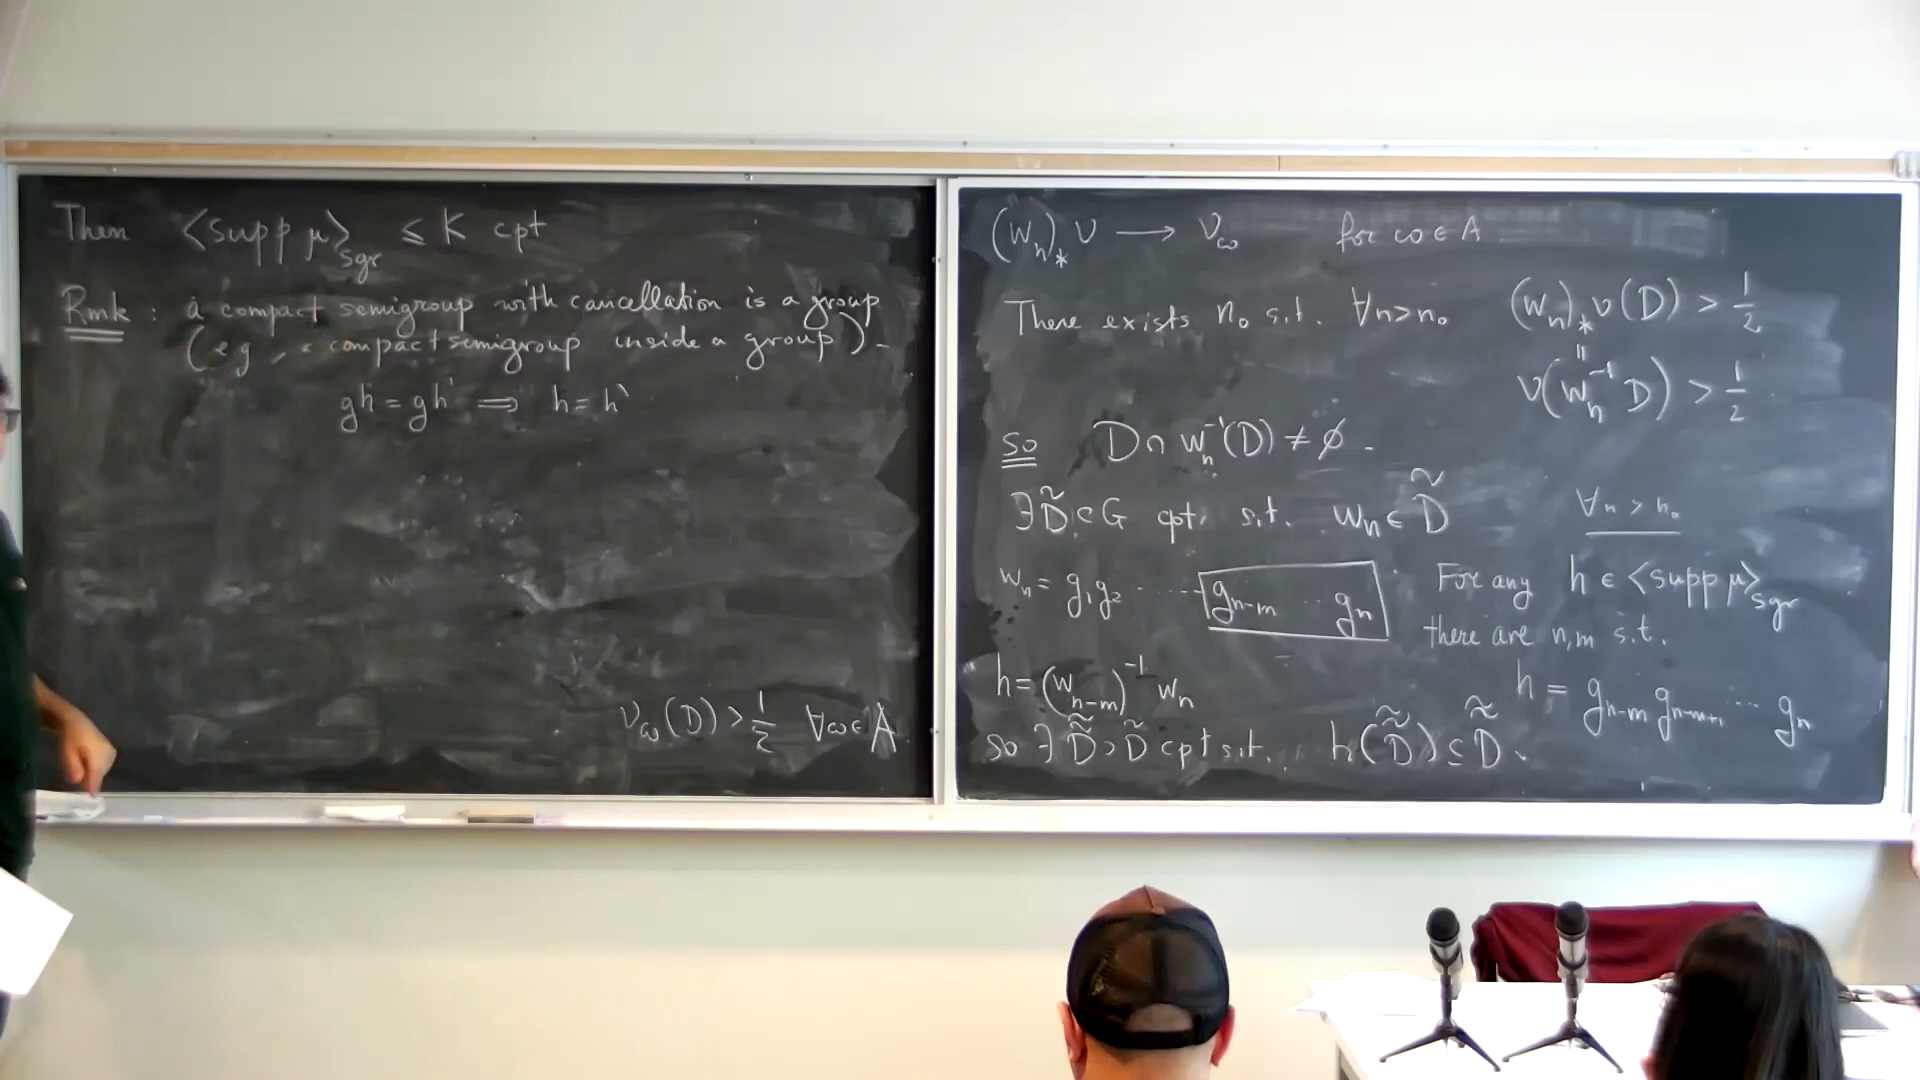 Then ⟨supp μ⟩_sgr ≤ K cpt
Rmk : a compact semigroup with cancellation is a group
(eg, a compact semigroup inside a group).
gh = gh' ⟹ h = h'
ν_ω(D) > 1/2 ∀ω∈A.
(w_n)_* ν ⟶ ν_ω for ω ∈ A
There exists n₀ s.t. ∀n>n₀ (w_n)_* ν(D) > 1/2
=
ν(w_n^{-1} D) > 1/2
so D ∩ w_n^{-1}(D) ≠ ∅.
∃ D̃ ⊂ G cpt. s.t. w_n ∈ D̃ ∀n > n₀
w_n = g₁g₂ ······ g_{n-m} ·· g_n For any h ∈ ⟨supp μ⟩_sgr
there are n,m s.t.
h = (w_{n-m})^{-1} w_n h = g_{n-m} g_{n-m+1} ··· g_n
so ∃ D̃̃ ⊃ D̃ cpt s.t. h(D̃̃) ⊆ D̃̃.